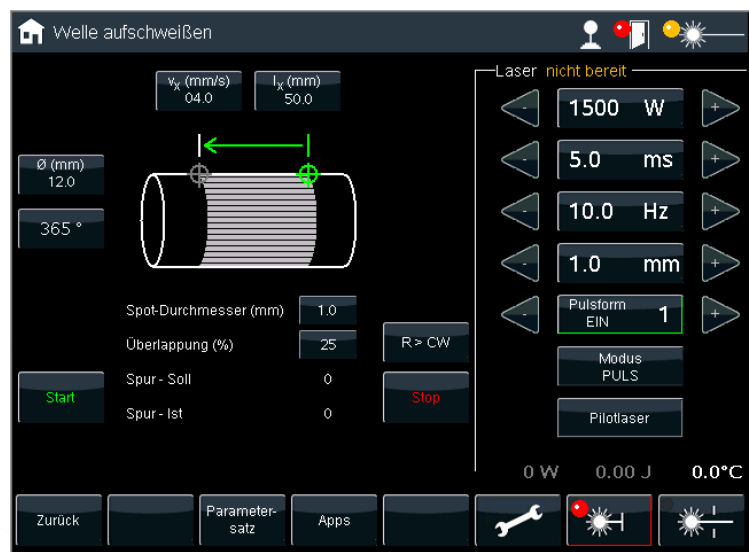 Welle aufschweißen
Laser nicht bereit
vx (mm/s)
04.0
lx (mm)
50.0
Ø (mm)
12.0
365 °
Spot-Durchmesser (mm) 1.0
Überlappung (%) 25
R > CW
Spur - Soll 0
Spur - Ist 0
Start
Stop
- 1500 W +
- 5.0 ms +
- 10.0 Hz +
- 1.0 mm +
- Pulsform EIN 1 +
Modus
PULS
Pilotlaser
0 W 0.00 J 0.0°C
Zurück
Parameter-
satz
Apps